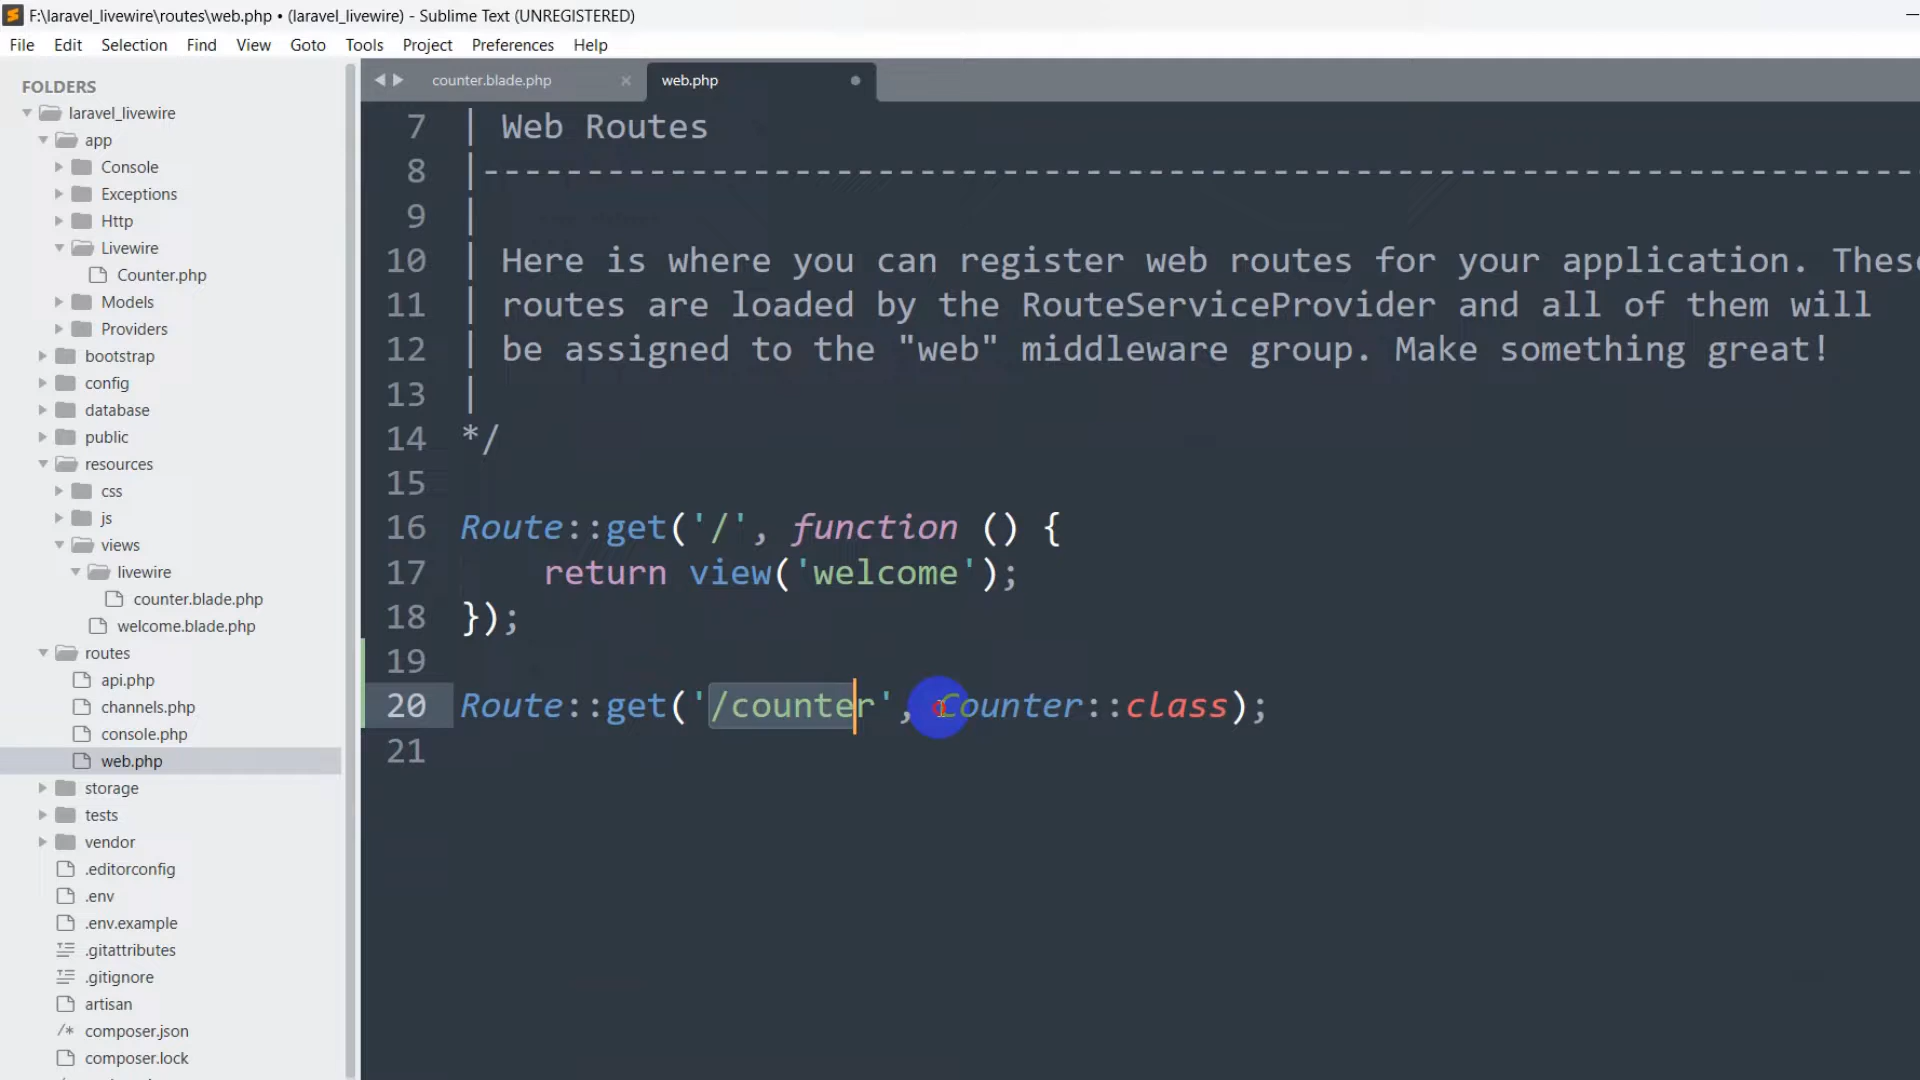 F:\laravel_livewire\routes\web.php • (laravel_livewire) - Sublime Text (UNREGISTERED)
File Edit Selection Find View Goto Tools Project Preferences Help
FOLDERS
laravel_livewire
app
Console
Exceptions
Http
Livewire
Counter.php
Models
Providers
bootstrap
config
database
public
resources
css
js
views
livewire
counter.blade.php
welcome.blade.php
routes
api.php
channels.php
console.php
web.php
storage
tests
vendor
.editorconfig
.env
.env.example
.gitattributes
.gitignore
artisan
composer.json
composer.lock
counter.blade.php × web.php
7 | Web Routes
8 |--------------------------------------------------------------------
9 |
10 | Here is where you can register web routes for your application. These
11 | routes are loaded by the RouteServiceProvider and all of them will
12 | be assigned to the "web" middleware group. Make something great!
13 |
14 */
15
16 Route::get('/', function () {
17 return view('welcome');
18 });
19
20 Route::get('/counter', Counter::class);
21